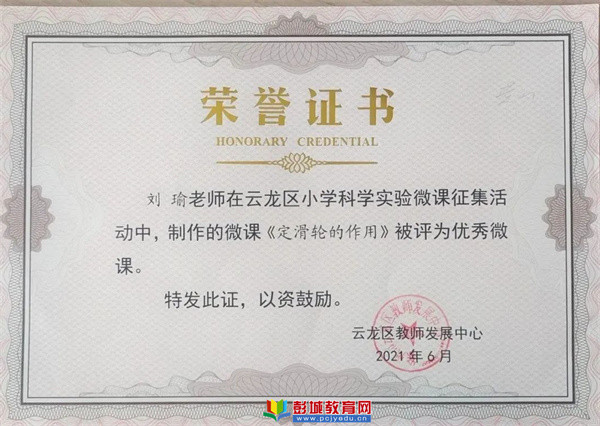 荣誉证书
HONORARY CREDENTIAL
刘 瑜老师在云龙区小学科学实验微课征集活
动中，制作的微课《定滑轮的作用》被评为优秀微
课。
特发此证，以资鼓励。
云龙区教师发展中心
2021年6月
彭城教育网
www.pcjyedu.cn